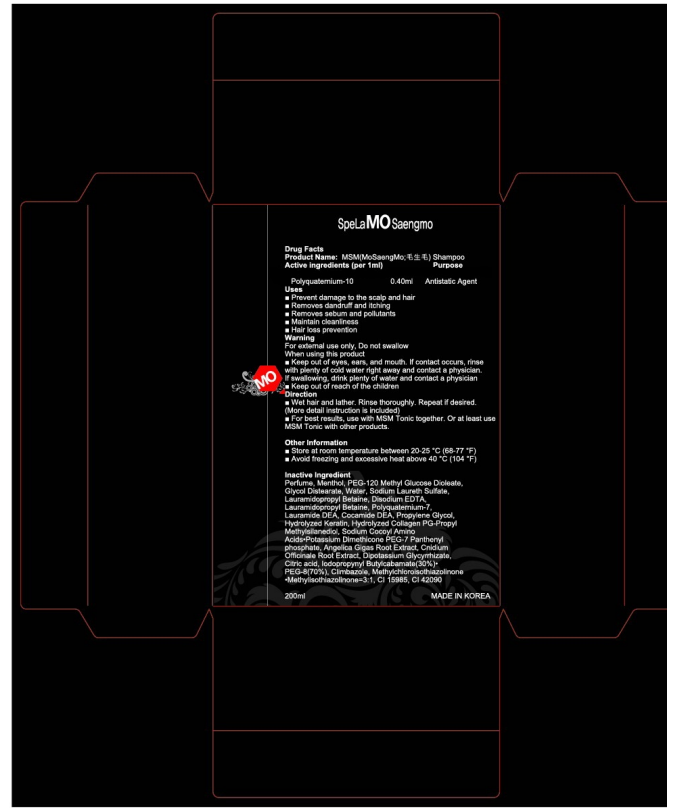 SpeLaMO Saengmo
Drug Facts
Product Name: MSM(MoSaengMo;毛生毛) Shampoo
Active ingredients (per 1ml) Purpose
Polyquaternium-10 0.40ml Antistatic Agent
Uses
■ Prevent damage to the scalp and hair
■ Removes dandruff and itching
■ Removes sebum and pollutants
■ Maintain cleanliness
■ Hair loss prevention
Warning
For external use only, Do not swallow
When using this product
■ Keep out of eyes, ears, and mouth. If contact occurs, rinse
with plenty of cold water right away and contact a physician.
If swallowing, drink plenty of water and contact a physician
■ Keep out of reach of the children
MO
Direction
■ Wet hair and lather. Rinse thoroughly. Repeat if desired.
(More detail instruction is included)
■ For best results, use with MSM Tonic together. Or at least use
MSM Tonic with other products.
Other Information
■ Store at room temperature between 20-25 °C (68-77 °F)
■ Avoid freezing and excessive heat above 40 °C (104 °F)
Inactive Ingredient
Perfume, Menthol, PEG-120 Methyl Glucose Dioleate,
Glycol Distearate, Water, Sodium Laureth Sulfate,
Lauramidopropyl Betaine, Disodium EDTA,
Lauramidopropyl Betaine, Polyquaternium-7,
Lauramide DEA, Cocamide DEA, Propylene Glycol,
Hydrolyzed Keratin, Hydrolyzed Collagen PG-Propyl
Methylsilanediol, Sodium Cocoyl Amino
Acids•Potassium Dimethicone PEG-7 Panthenyl
phosphate, Angelica Gigas Root Extract, Cnidium
Officinale Root Extract, Dipotassium Glycyrrhizate,
Citric acid, Iodopropynyl Butylcabamate(30%)•
PEG-8(70%), Climbazole, Methylchloroisothiazolinone
•Methylisothiazolinone=3:1, CI 15985, CI 42090
200ml MADE IN KOREA